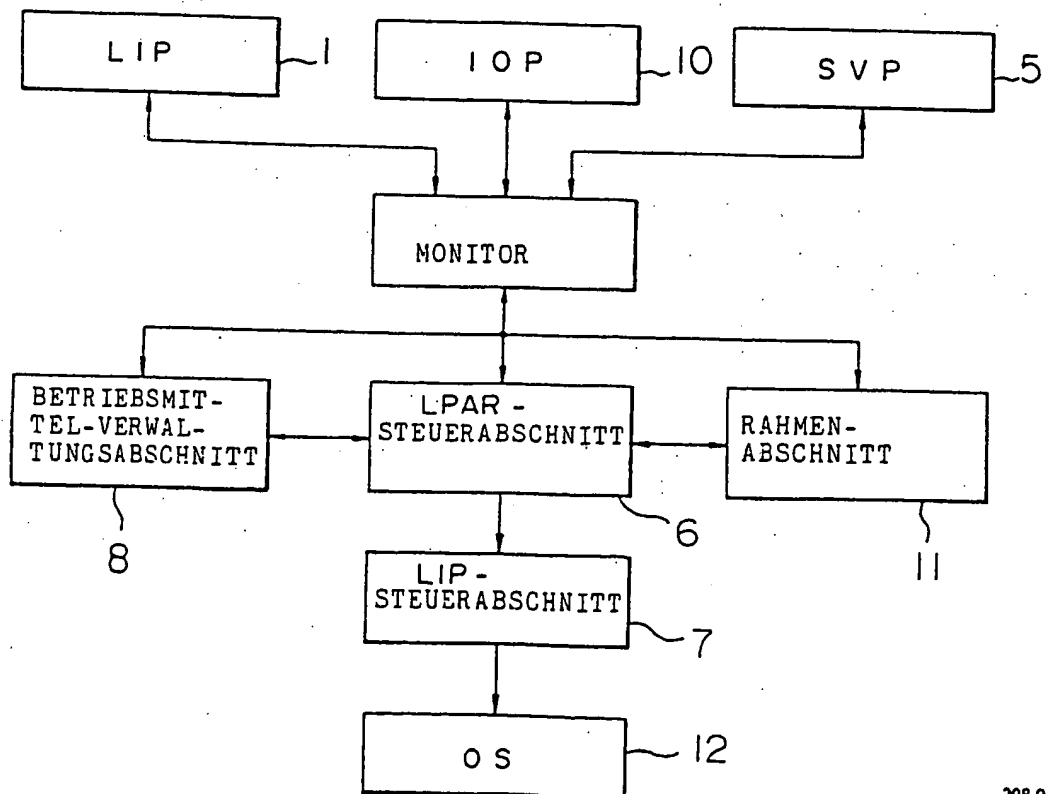 LIP
1
IOP
10
SVP
5
MONITOR
BETRIEBSMIT-
TEL-VERWAL-
TUNGSABSCHNITT
8
LPAR-
STEUERABSCHNITT
6
RAHMEN-
ABSCHNITT
11
LIP-
STEUERABSCHNITT
7
OS
12